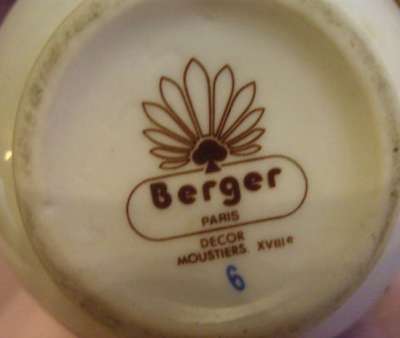 Berger
PARIS
DECOR
MOUSTIERS. XVIIIe
6